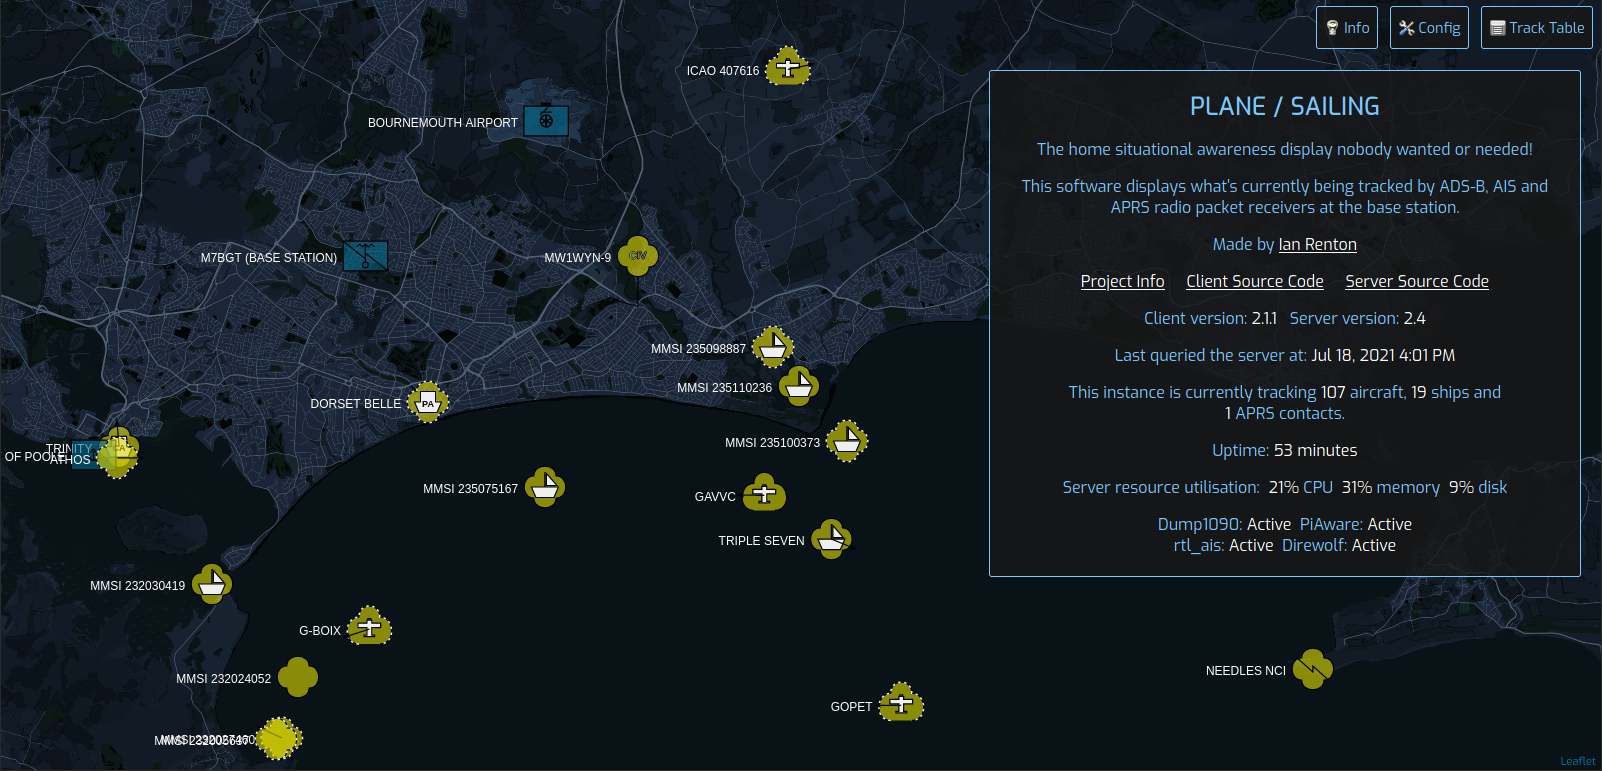 Info
Config
Track Table
ICAO 407616
PLANE / SAILING
BOURNEMOUTH AIRPORT
The home situational awareness display nobody wanted or needed!
This software displays what's currently being tracked by ADS-B, AIS and
APRS radio packet receivers at the base station.
Made by Ian Renton
M7BGT (BASE STATION)
MW1WYN-9
CIV
Project Info Client Source Code Server Source Code
Client version: 2.1.1 Server version: 2.4
MMSI 235098887
Last queried the server at: Jul 18, 2021 4:01 PM
MMSI 235110236
This instance is currently tracking 107 aircraft, 19 ships and
1 APRS contacts.
DORSET BELLE
PA
MMSI 235100373
TRINITY
OF POOLE
ATHOS
Uptime: 53 minutes
MMSI 235075167
GAVVC
Server resource utilisation: 21% CPU 31% memory 9% disk
Dump1090: Active PiAware: Active
rtl_ais: Active Direwolf: Active
TRIPLE SEVEN
MMSI 232030419
G-BOIX
MMSI 232024052
NEEDLES NCI
GOPET
Leaflet